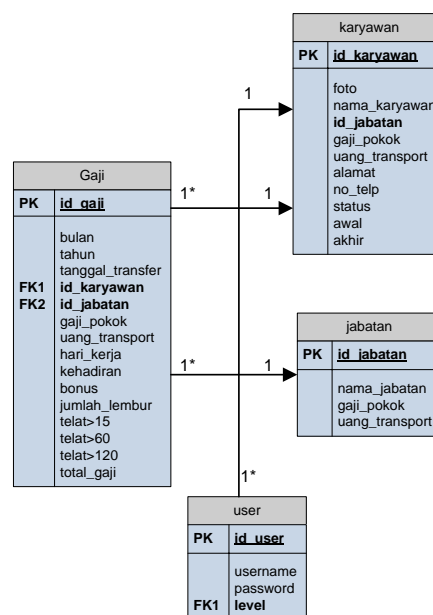 karyawan
PK id_karyawan
foto
nama_karyawan
id_jabatan
gaji_pokok
uang_transport
alamat
no_telp
status
awal
akhir
1
1* 1
Gaji
PK id_gaji
bulan
tahun
tanggal_transfer
FK1 id_karyawan
FK2 id_jabatan
gaji_pokok
uang_transport
hari_kerja
kehadiran
bonus
jumlah_lembur
telat>15
telat>60
telat>120
total_gaji
1* 1
jabatan
PK id_jabatan
nama_jabatan
gaji_pokok
uang_transport
1*
user
PK id_user
username
password
FK1 level